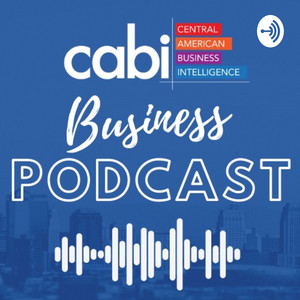 cabi
CENTRAL
AMERICAN
BUSINESS
INTELLIGENCE
Business
PODCAST